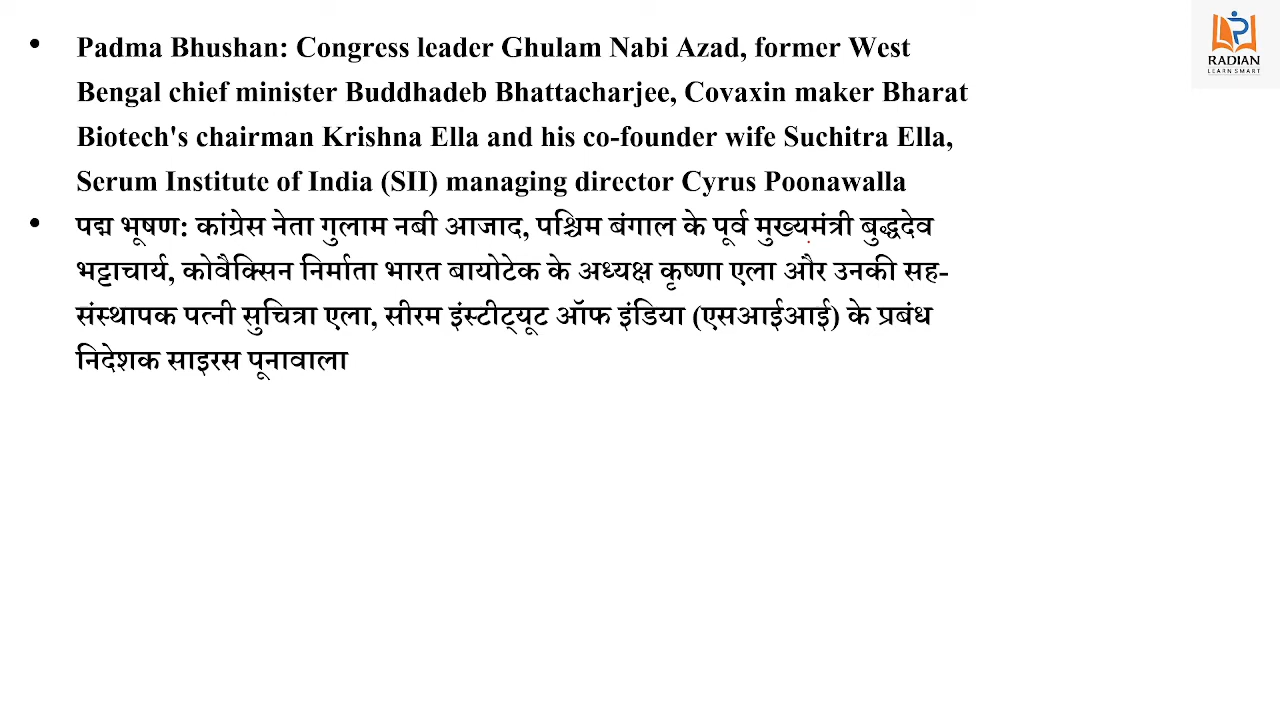 • Padma Bhushan: Congress leader Ghulam Nabi Azad, former West
Bengal chief minister Buddhadeb Bhattacharjee, Covaxin maker Bharat
Biotech's chairman Krishna Ella and his co-founder wife Suchitra Ella,
Serum Institute of India (SII) managing director Cyrus Poonawalla
• पद्म भूषण: कांग्रेस नेता गुलाम नबी आजाद, पश्चिम बंगाल के पूर्व मुख्यमंत्री बुद्धदेव
भट्टाचार्य, कोवैक्सिन निर्माता भारत बायोटेक के अध्यक्ष कृष्णा एला और उनकी सह-
संस्थापक पत्नी सुचित्रा एला, सीरम इंस्टीट्यूट ऑफ इंडिया (एसआईआई) के प्रबंध
निदेशक साइरस पूनावाला
RADIAN
LEARN SMART